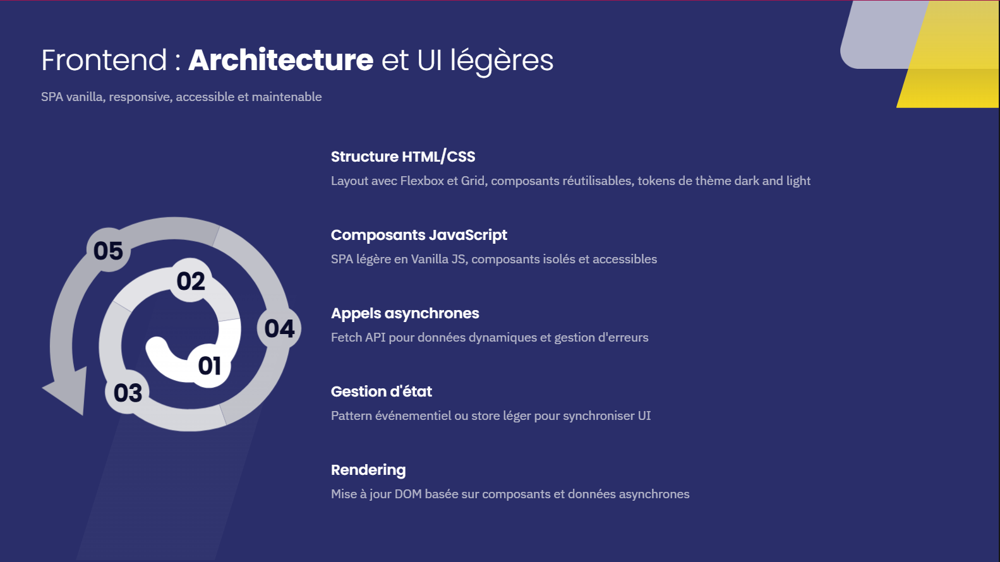 Frontend : Architecture et UI légères
SPA vanilla, responsive, accessible et maintenable
Structure HTML/CSS
Layout avec Flexbox et Grid, composants réutilisables, tokens de thème dark and light
Composants JavaScript
SPA légère en Vanilla JS, composants isolés et accessibles
Appels asynchrones
Fetch API pour données dynamiques et gestion d'erreurs
Gestion d'état
Pattern événementiel ou store léger pour synchroniser UI
Rendering
Mise à jour DOM basée sur composants et données asynchrones
01
02
03
04
05